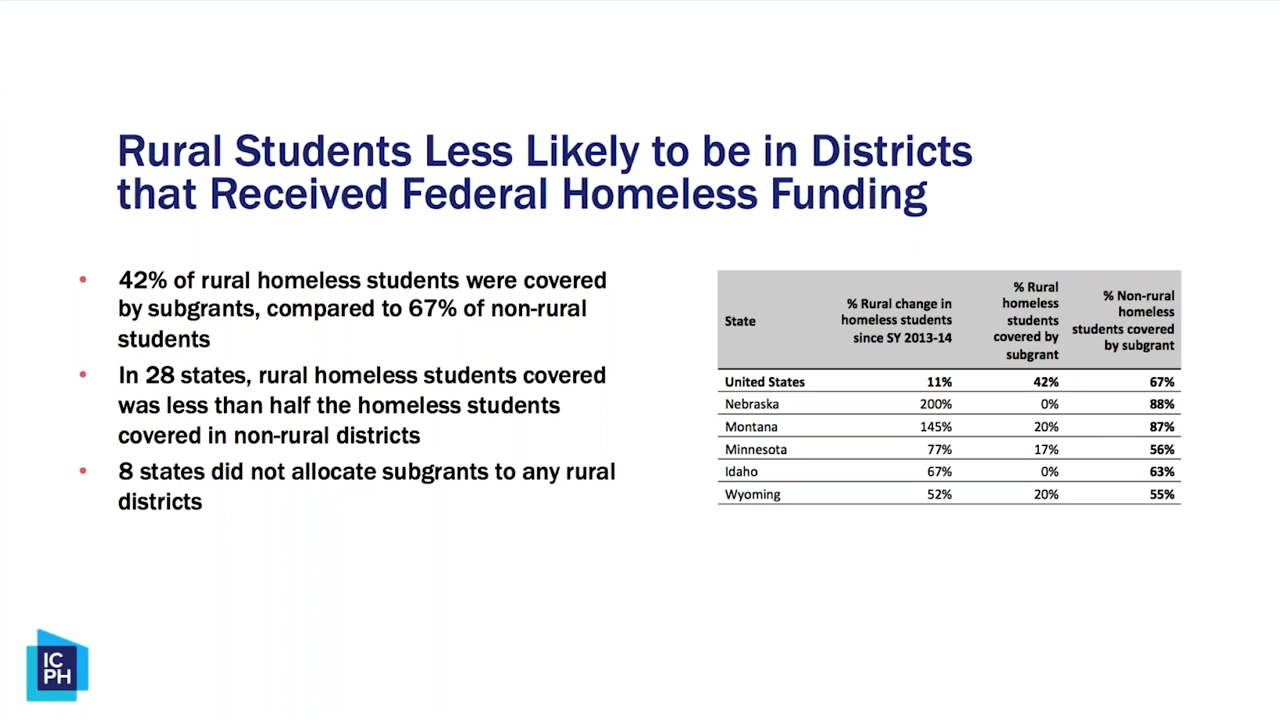 Rural Students Less Likely to be in Districts
that Received Federal Homeless Funding
• 42% of rural homeless students were covered
by subgrants, compared to 67% of non-rural
students
• In 28 states, rural homeless students covered
was less than half the homeless students
covered in non-rural districts
• 8 states did not allocate subgrants to any rural
districts
State
% Rural change in
homeless students
since SY 2013-14
% Rural
homeless
students
covered by
subgrant
% Non-rural
homeless
students covered
by subgrant
United States 11% 42% 67%
Nebraska 200% 0% 88%
Montana 145% 20% 87%
Minnesota 77% 17% 56%
Idaho 67% 0% 63%
Wyoming 52% 20% 55%
IC
PH